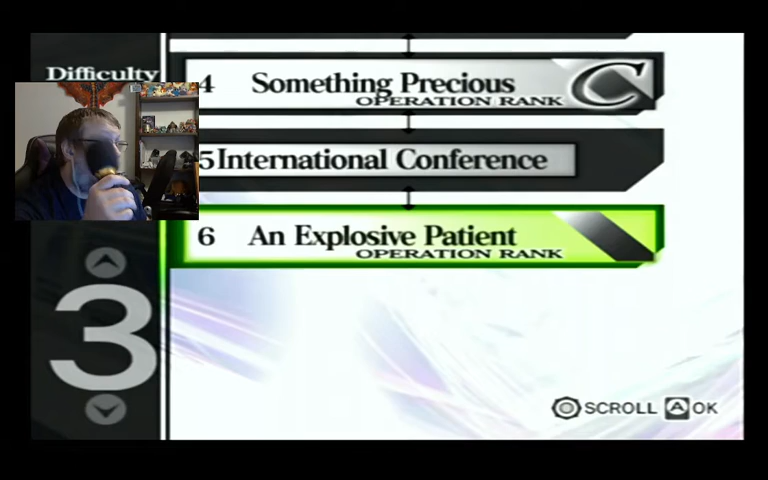 Difficulty
4 Something Precious
OPERATION RANK C
5 International Conference
6 An Explosive Patient
OPERATION RANK
3
SCROLL A OK